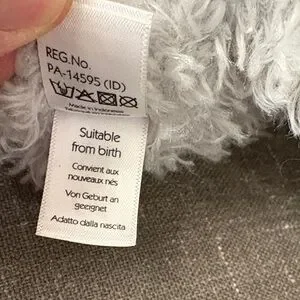 REG.No.
PA-14595 (ID)
Made in Indonesia
Suitable
from birth
Convient aux
nouveaux nés
Von Geburt an
geeignet
Adatto dalla nascita